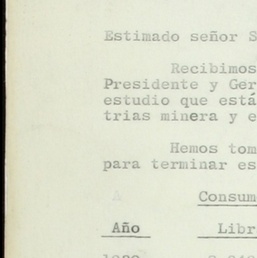 Estimado señor S
Recibimos
Presidente y Ger
estudio que está
trias minera y e
Hemos tom
para terminar es
Consum
Año Libr